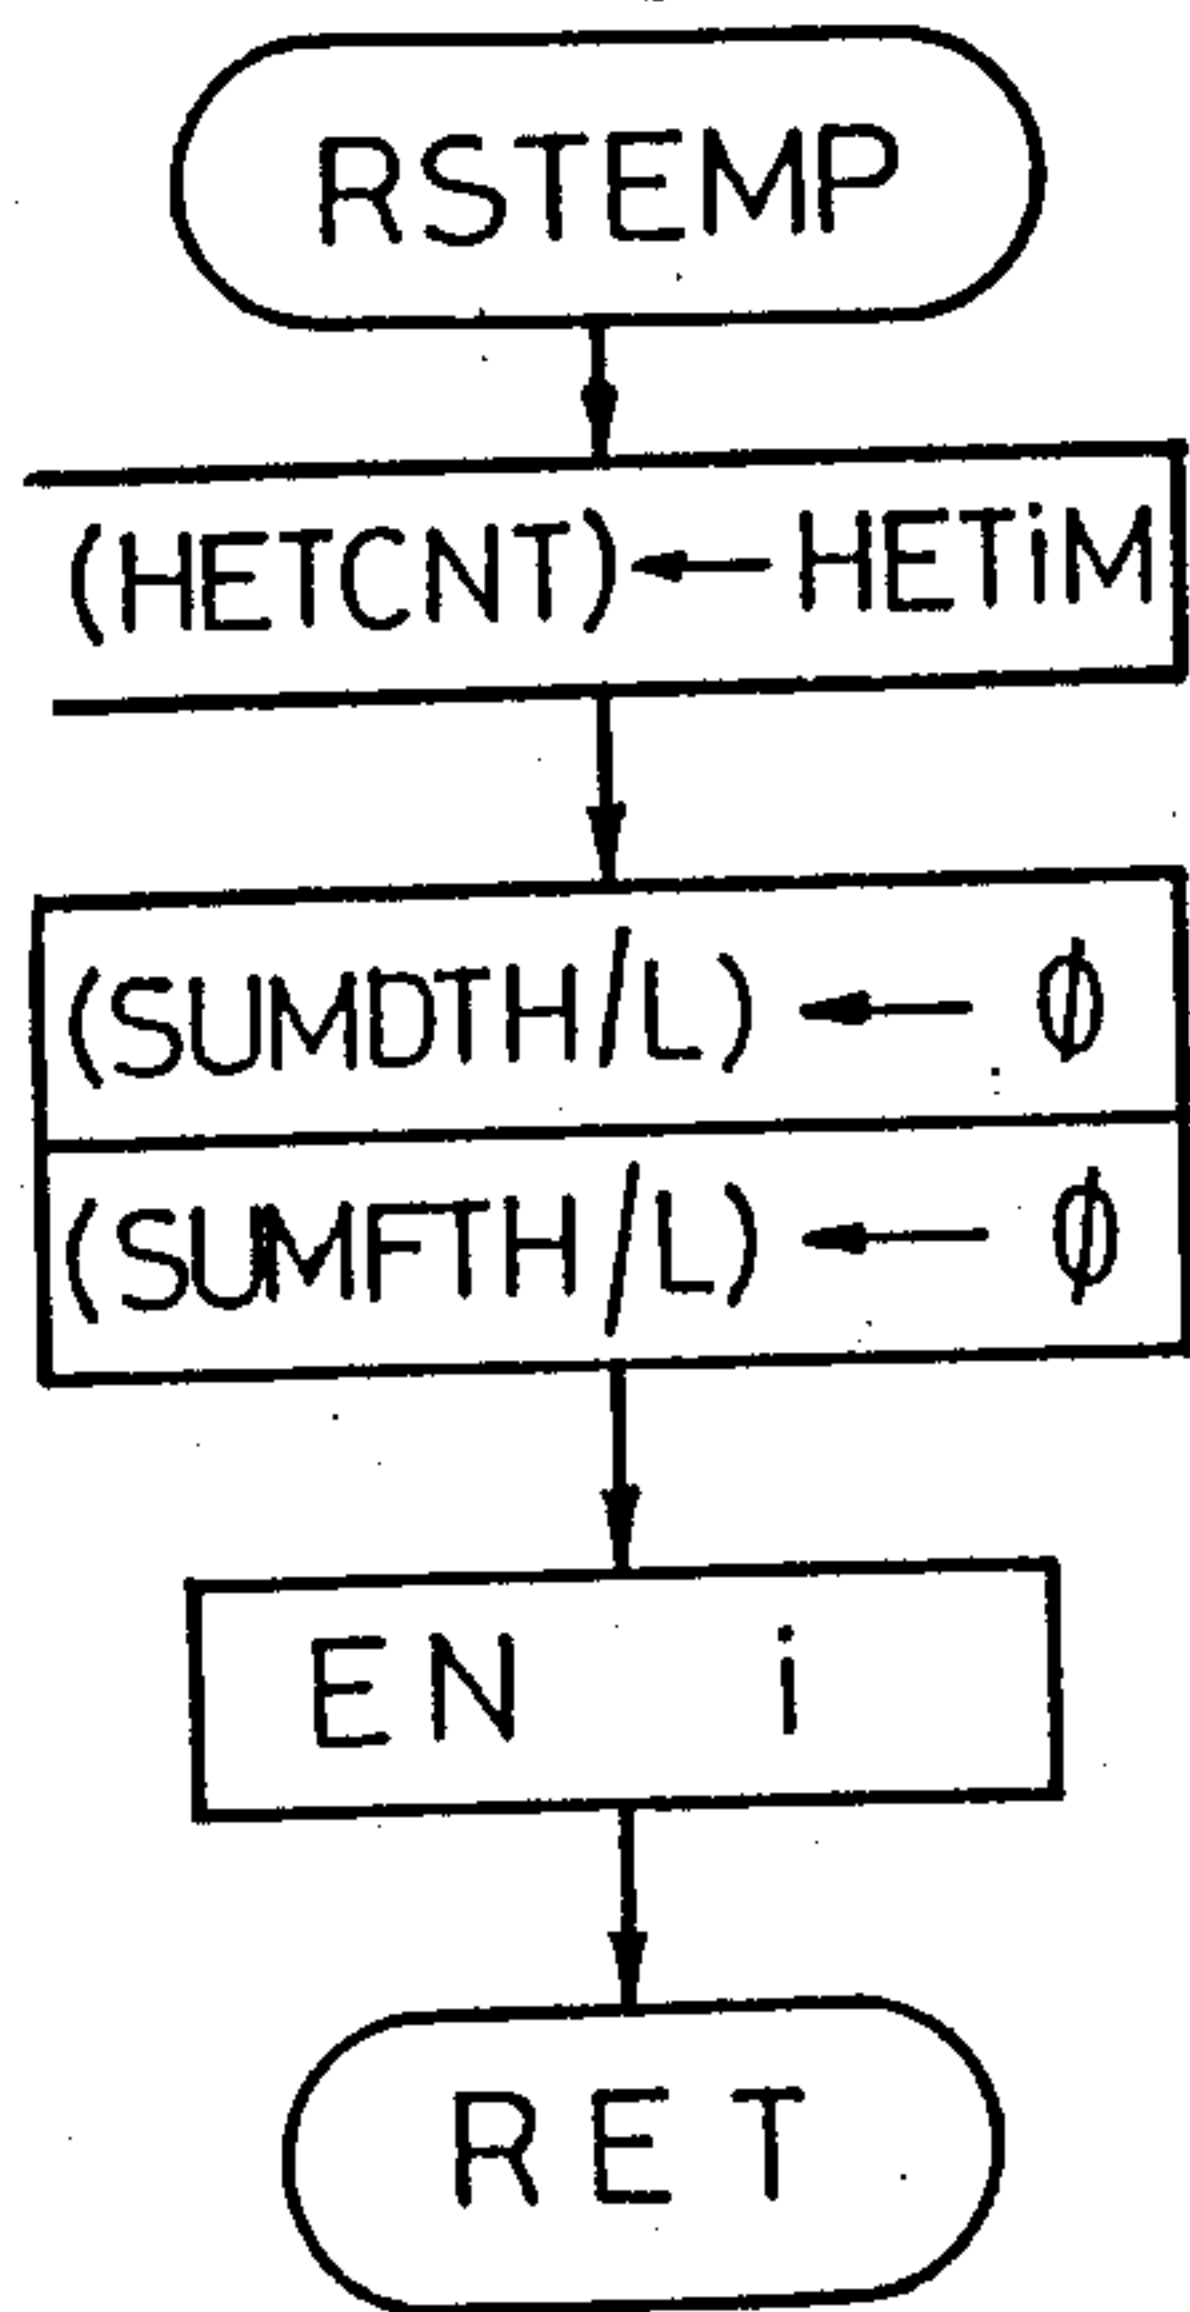 RSTEMP
(HETCNT) ← HETiM
(SUMDTH/L) ← Ø
(SUMFTH/L) ← Ø
EN i
RET